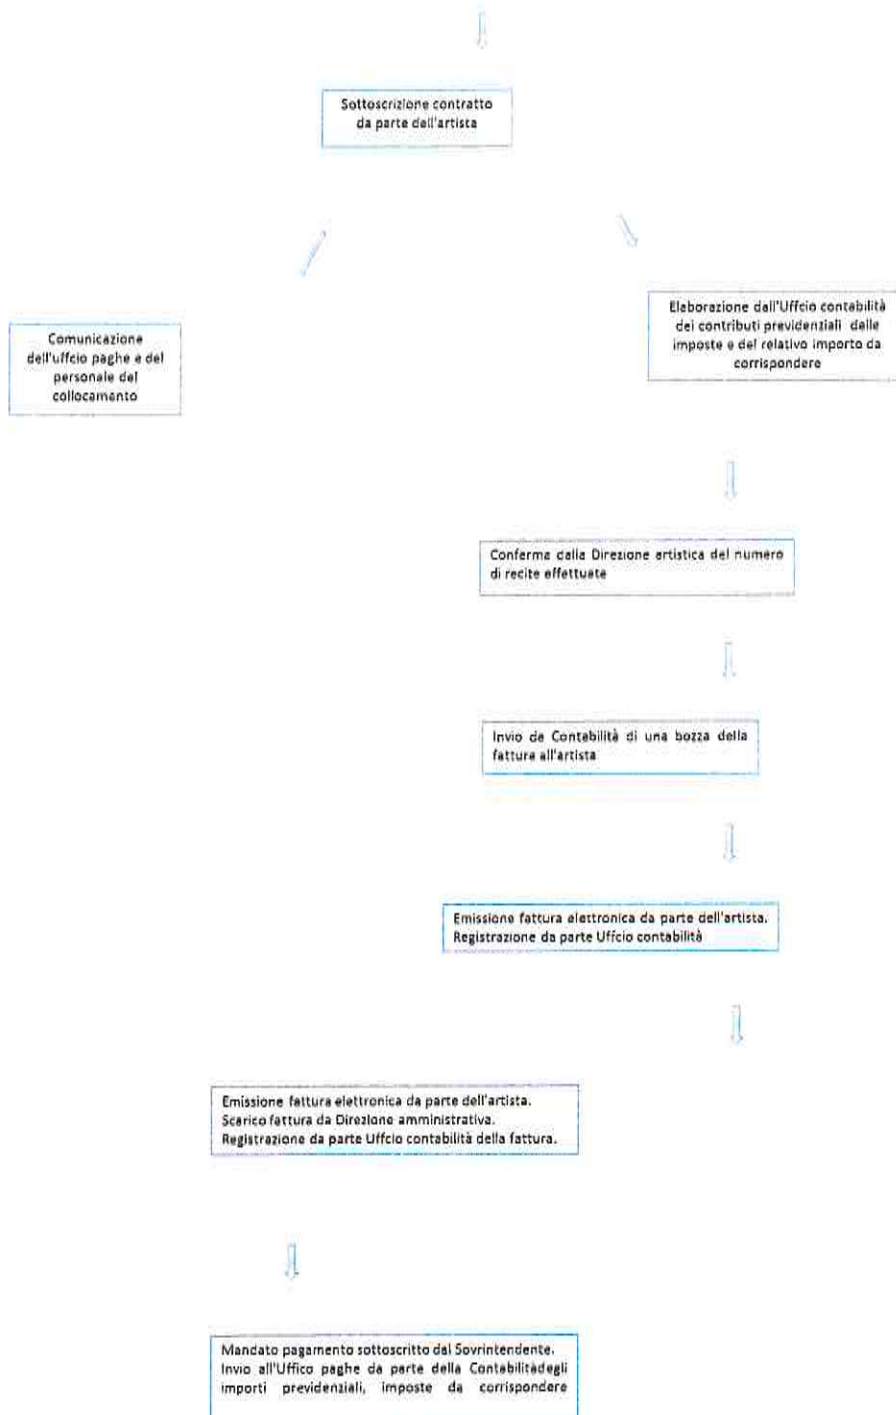 Sottoscrizione contratto
da parte dell'artista
Comunicazione
dell'uffcio paghe e del
personale del
collocamento
Elaborazione dall'Uffcio contabilità
dei contributi previdenziali delle
imposte e del relativo importo da
corrispondere
Conferma dalla Direzione artistica del numero
di recite effettuate
Invio da Contabilità di una bozza della
fattura all'artista
Emissione fattura elettronica da parte dell'artista.
Registrazione da parte Uffcio contabilità
Emissione fattura elettronica da parte dell'artista.
Scarico fattura da Direzione amministrativa.
Registrazione da parte Uffcio contabilità della fattura.
Mandato pagamento sottoscritto dal Sovrintendente.
Invio all'Uffico paghe da parte della Contabilitàdegli
importi previdenziali, imposte da corrispondere